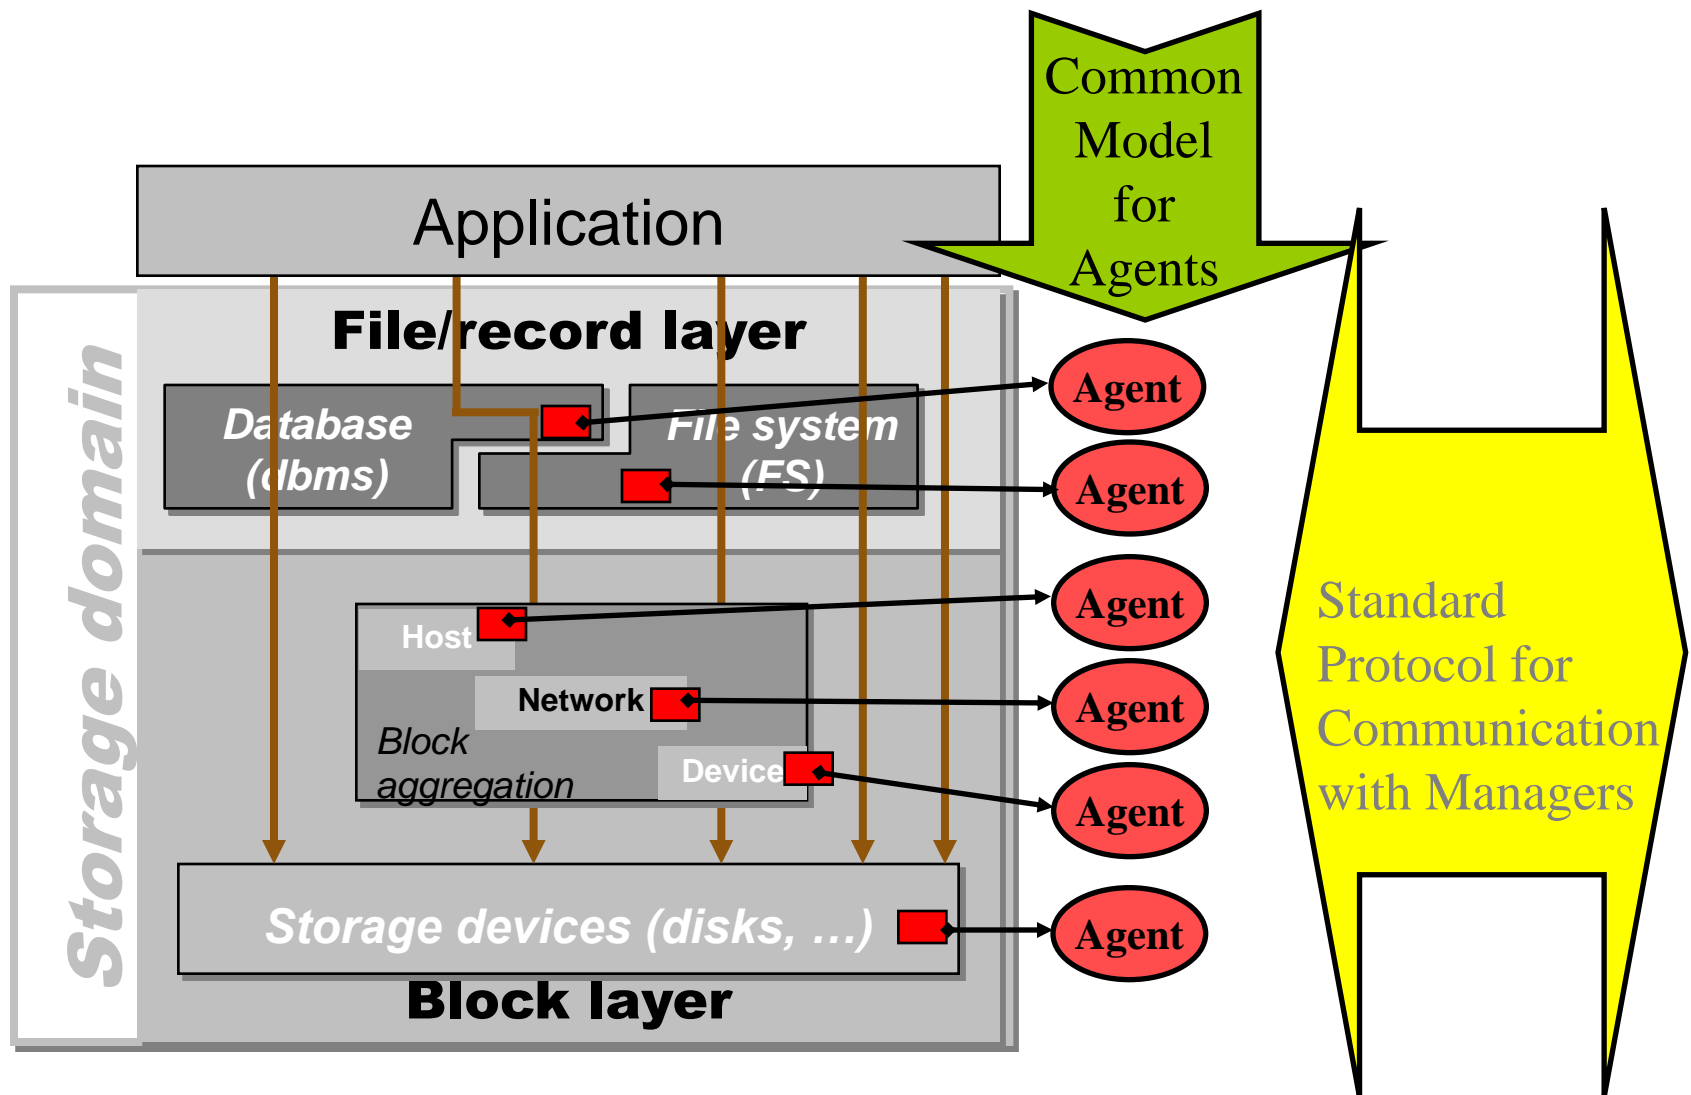 Common
Model
for
Agents
Application
Storage domain
File/record layer
Database
(dbms)
File system
(FS)
Host
Network
Device
Block
aggregation
Storage devices (disks, …)
Block layer
Agent
Agent
Agent
Agent
Agent
Agent
Standard
Protocol for
Communication
with Managers